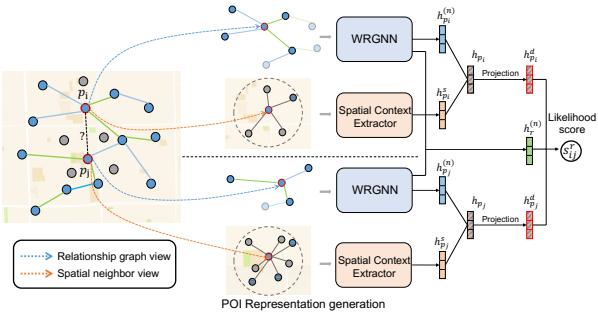 p_i
?
p_j
WRGNN
Spatial Context
Extractor
WRGNN
Spatial Context
Extractor
h_{p_i}^{(n)}
h_{p_i}^{s}
h_{p_i}
Projection
h_{p_i}^{d}
h_r^{(n)}
Likelihood
score
s_{ij}^{r}
h_{p_j}^{(n)}
h_{p_j}^{s}
h_{p_j}
Projection
h_{p_j}^{d}
Relationship graph view
Spatial neighbor view
POI Representation generation